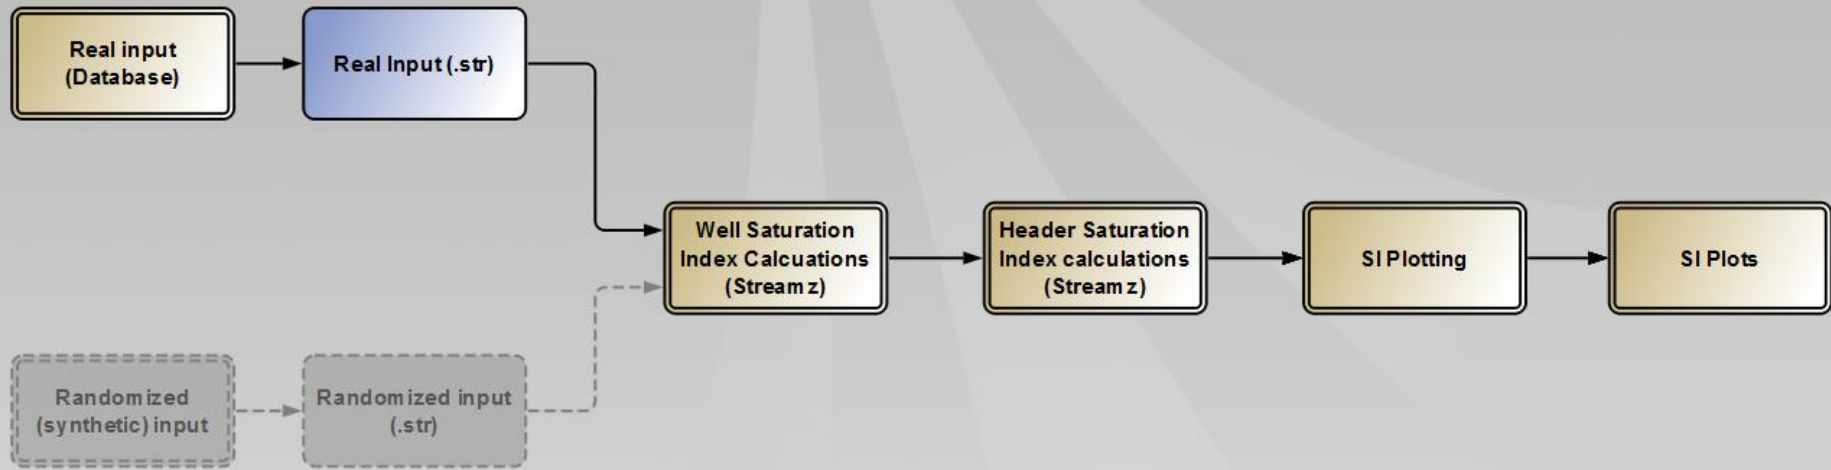 Real input
(Database)
Real Input (.str)
Well Saturation
Index Calcuations
(Streamz)
Header Saturation
Index calculations
(Streamz)
SI Plotting
SI Plots
Randomized
(synthetic) input
Randomized input
(.str)